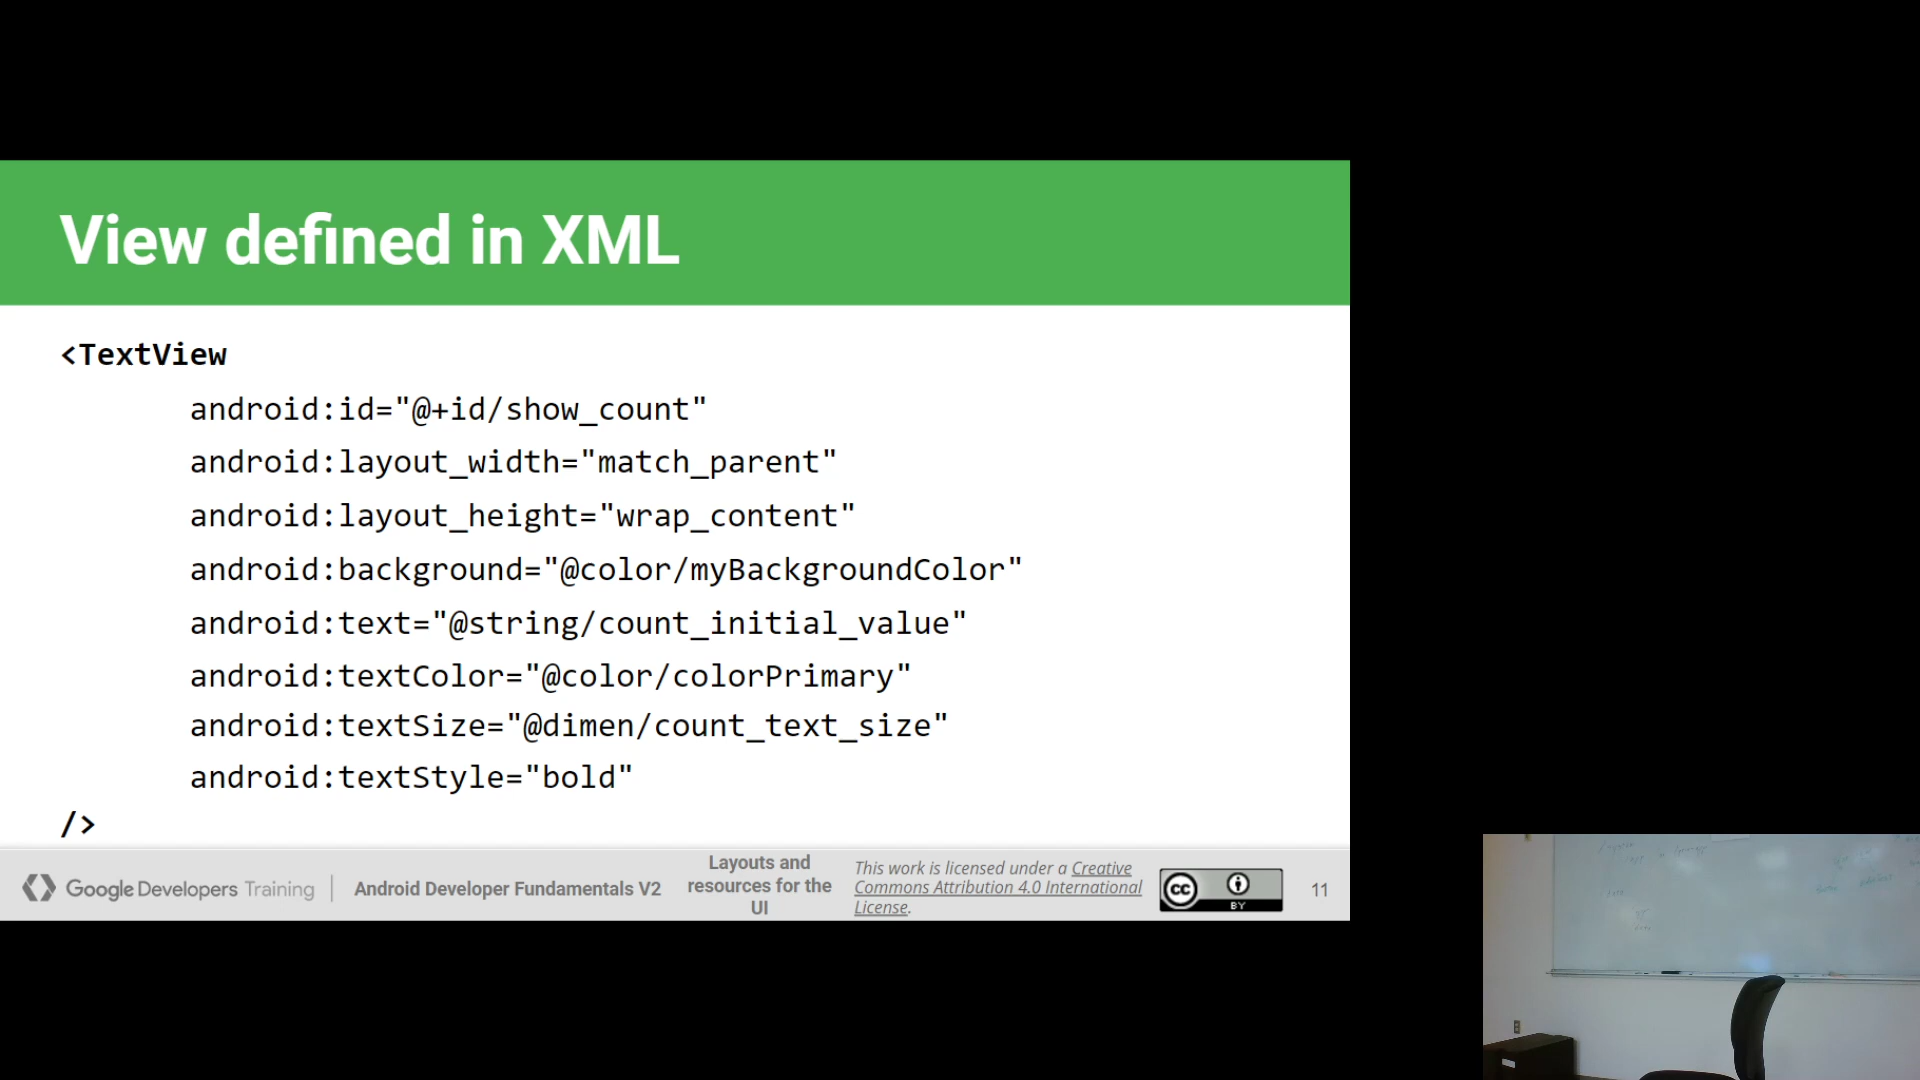 View defined in XML
<TextView
android:id="@+id/show_count"
android:layout_width="match_parent"
android:layout_height="wrap_content"
android:background="@color/myBackgroundColor"
android:text="@string/count_initial_value"
android:textColor="@color/colorPrimary"
android:textSize="@dimen/count_text_size"
android:textStyle="bold"
/>
Google Developers Training
Android Developer Fundamentals V2
Layouts and
resources for the
UI
This work is licensed under a Creative
Commons Attribution 4.0 International
License.
cc
BY
11